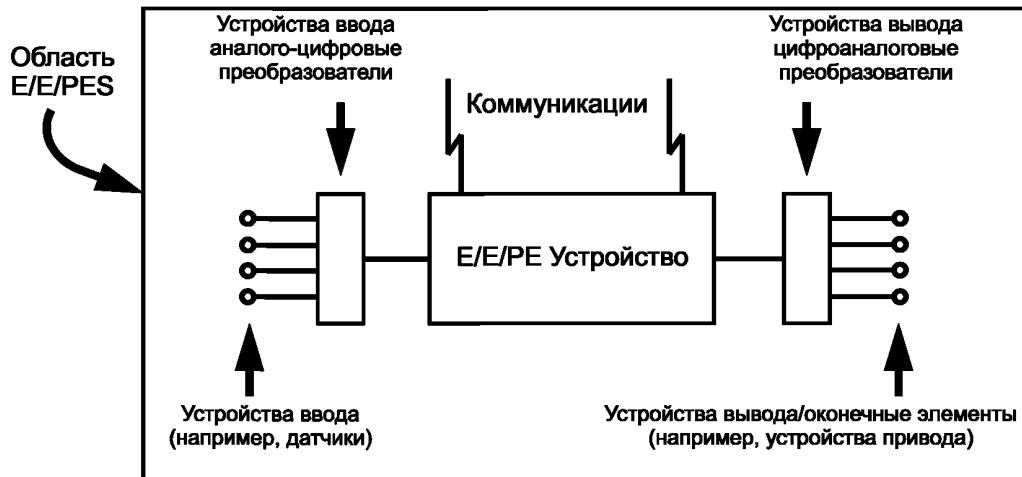 Область
E/E/PES
Устройства ввода
аналого-цифровые
преобразователи
Устройства вывода
цифроаналоговые
преобразователи
Коммуникации
E/E/PE Устройство
Устройства ввода
(например, датчики)
Устройства вывода/оконечные элементы
(например, устройства привода)